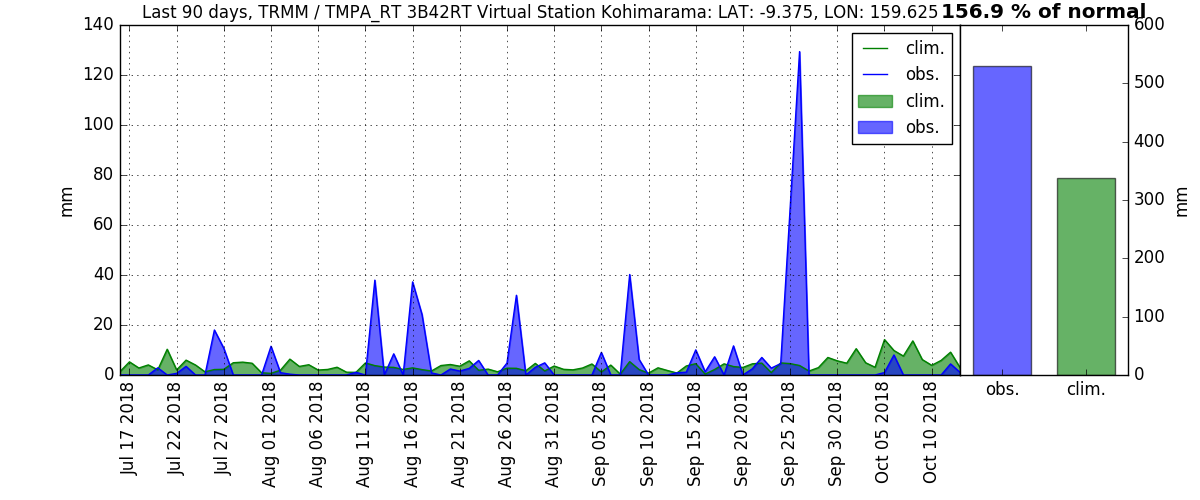 Last 90 days, TRMM / TMPA_RT 3B42RT Virtual Station Kohimarama: LAT: -9.375, LON: 159.625 156.9 % of normal
140
120
100
80
60
40
20
0
mm
clim.
obs.
clim.
obs.
600
500
400
300
200
100
0
mm
Jul 17 2018
Jul 22 2018
Jul 27 2018
Aug 01 2018
Aug 06 2018
Aug 11 2018
Aug 16 2018
Aug 21 2018
Aug 26 2018
Aug 31 2018
Sep 05 2018
Sep 10 2018
Sep 15 2018
Sep 20 2018
Sep 25 2018
Sep 30 2018
Oct 05 2018
Oct 10 2018
obs.
clim.